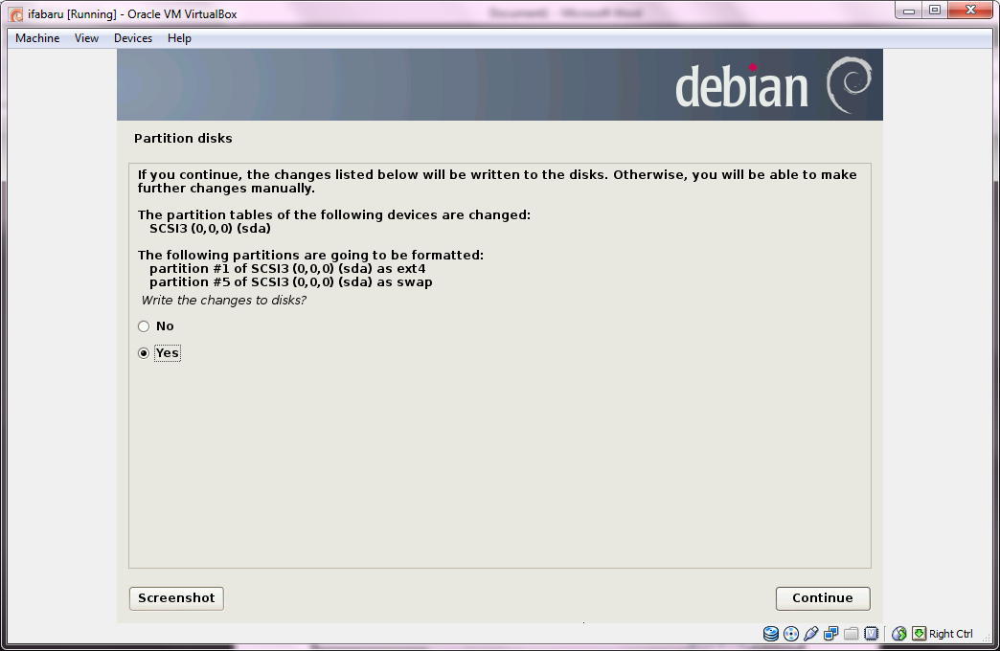 ifabaru [Running] - Oracle VM VirtualBox
Document1 - Microsoft Word
Machine View Devices Help
debian
Partition disks
If you continue, the changes listed below will be written to the disks. Otherwise, you will be able to make
further changes manually.
The partition tables of the following devices are changed:
SCSI3 (0,0,0) (sda)
The following partitions are going to be formatted:
partition #1 of SCSI3 (0,0,0) (sda) as ext4
partition #5 of SCSI3 (0,0,0) (sda) as swap
Write the changes to disks?
No
Yes
Screenshot
Continue
Right Ctrl